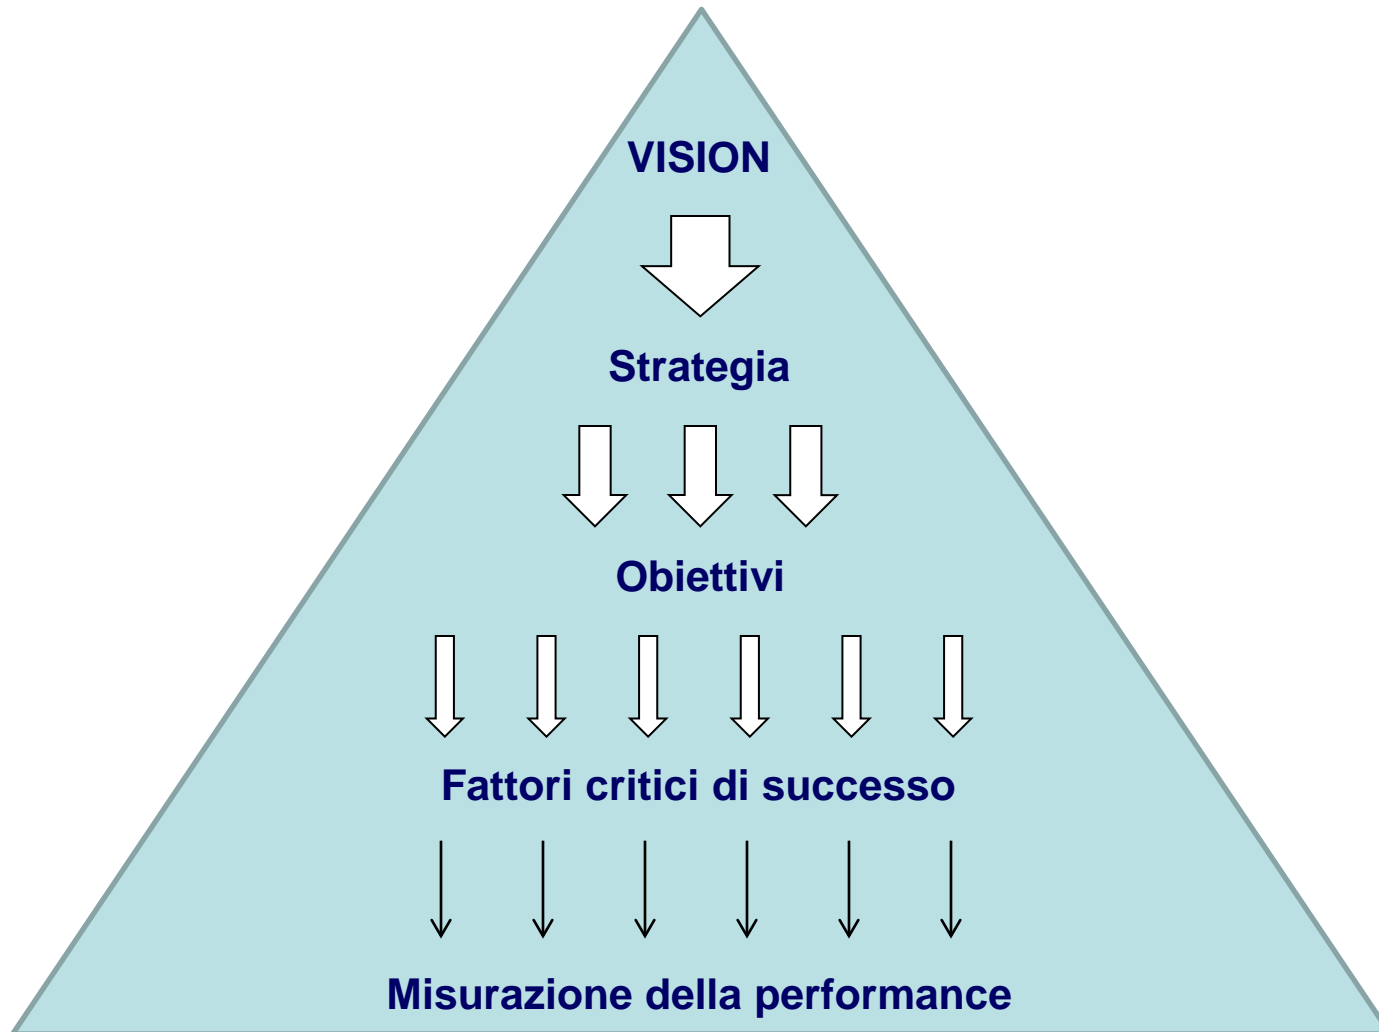 VISION
Strategia
Obiettivi
Fattori critici di successo
Misurazione della performance